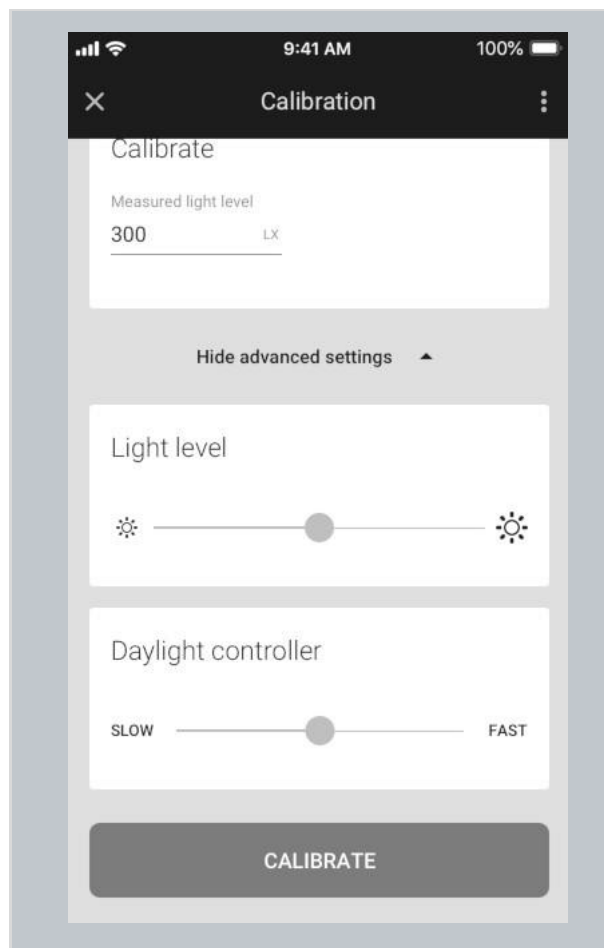 9:41 AM 100%
Calibration
Calibrate
Measured light level
300 LX
Hide advanced settings
Light level
Daylight controller
SLOW FAST
CALIBRATE